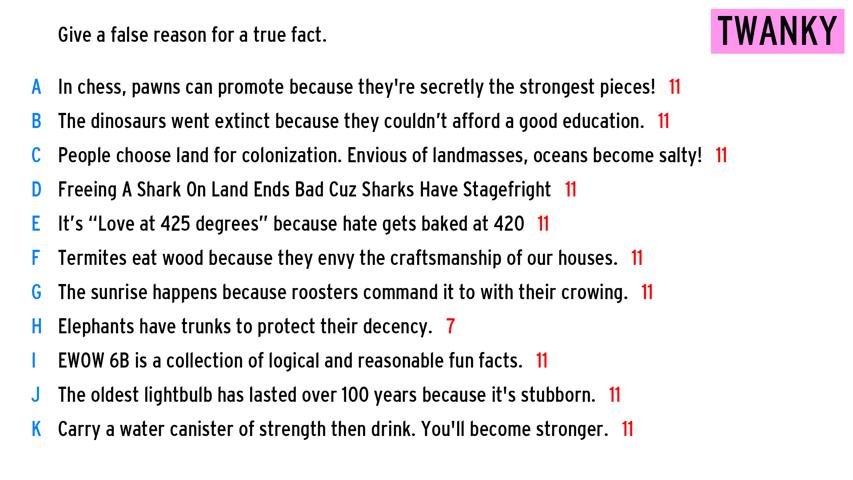 Give a false reason for a true fact.
TWANKY
A In chess, pawns can promote because they're secretly the strongest pieces! 11
B The dinosaurs went extinct because they couldn’t afford a good education. 11
C People choose land for colonization. Envious of landmasses, oceans become salty! 11
D Freeing A Shark On Land Ends Bad Cuz Sharks Have Stagefright 11
E It’s “Love at 425 degrees” because hate gets baked at 420 11
F Termites eat wood because they envy the craftsmanship of our houses. 11
G The sunrise happens because roosters command it to with their crowing. 11
H Elephants have trunks to protect their decency. 7
I EWOW 6B is a collection of logical and reasonable fun facts. 11
J The oldest lightbulb has lasted over 100 years because it's stubborn. 11
K Carry a water canister of strength then drink. You'll become stronger. 11